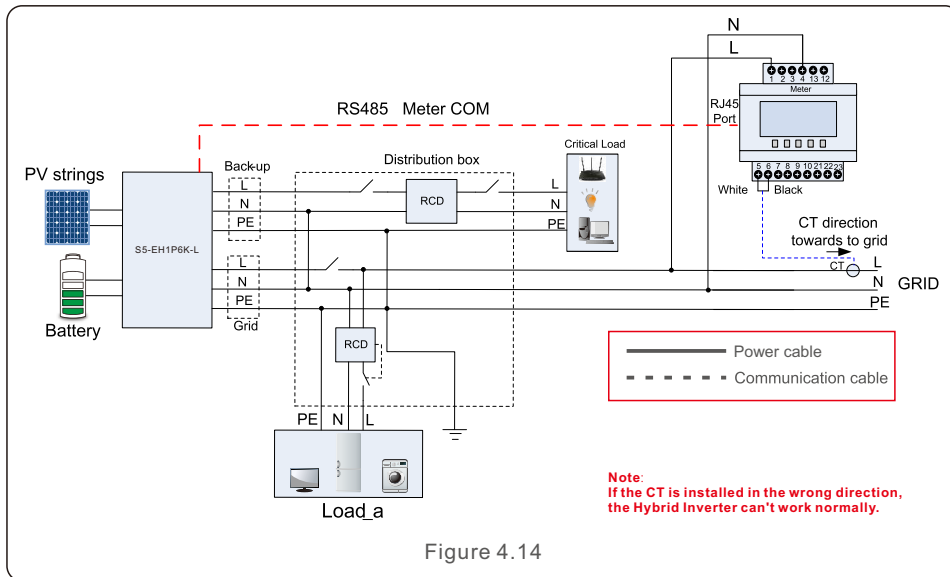 N
L
1 2 3 4 13 12
Meter
RJ45
Port
5 6 7 8 9 10 21 22 23
White
Black
RS485 Meter COM
PV strings
Battery
S5-EH1P6K-L
Back-up
L
N
PE
L
N
PE
Grid
Distribution box
RCD
Critical Load
L
N
PE
RCD
PE N L
Load_a
CT direction
towards to grid
CT
L
N
PE
GRID
Power cable
Communication cable
Note:
If the CT is installed in the wrong direction,
the Hybrid Inverter can't work normally.
Figure 4.14